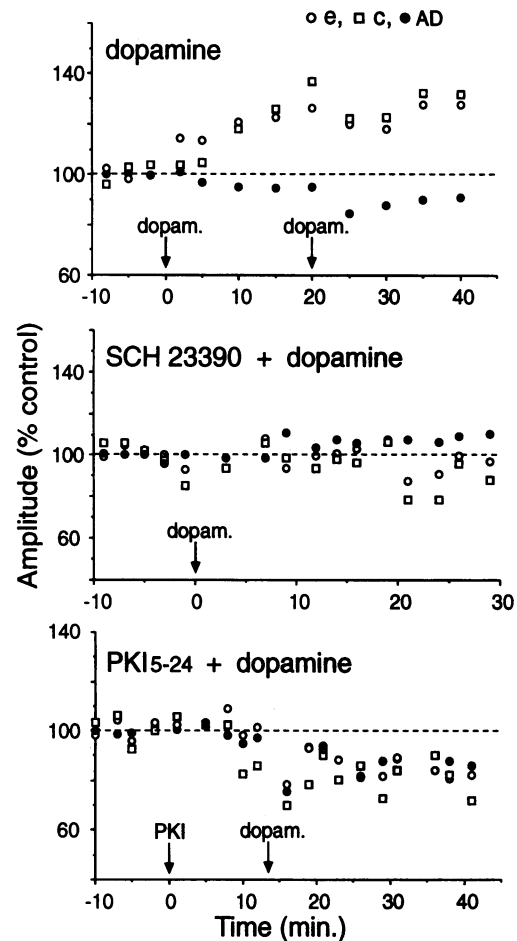 ○ e, □ c, ● AD
140
dopamine
100
dopam. dopam.
60
-10 0 10 20 30 40
Amplitude (% control)
SCH 23390 + dopamine
140
100
60
dopam.
-10 0 10 20 30
140
PKI5-24 + dopamine
100
60
PKI dopam.
-10 0 10 20 30 40
Time (min.)